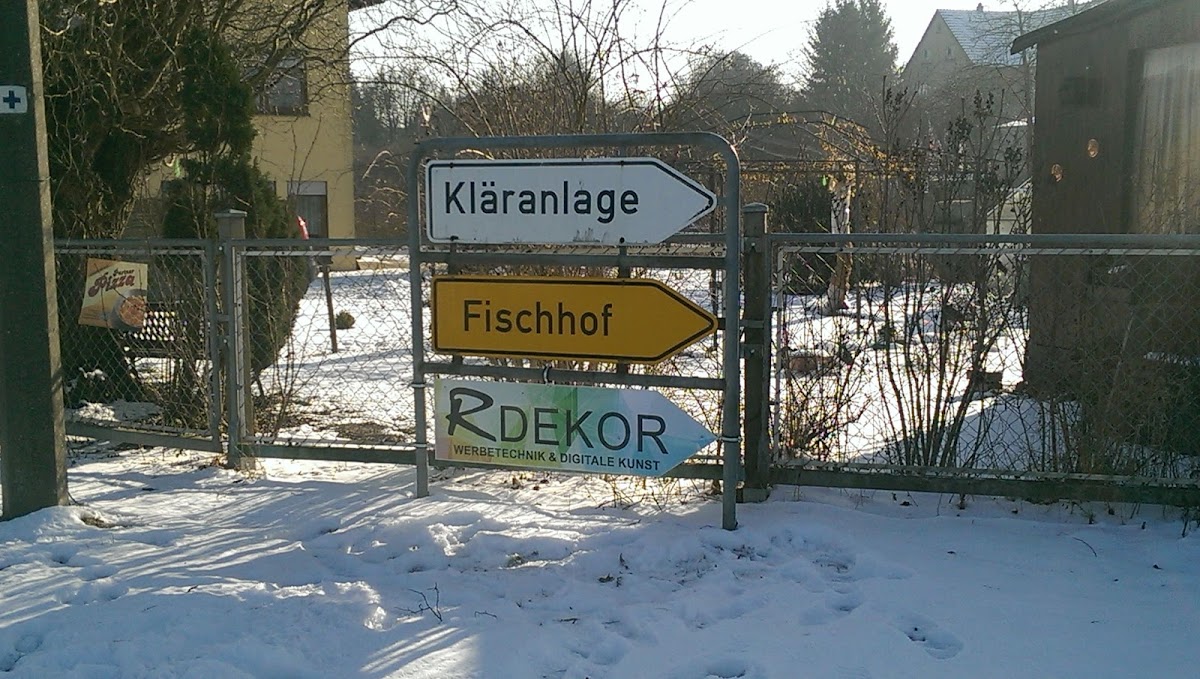 Kläranlage
Fischhof
RDEKOR
WERBETECHNIK & DIGITALE KUNST
Pizza